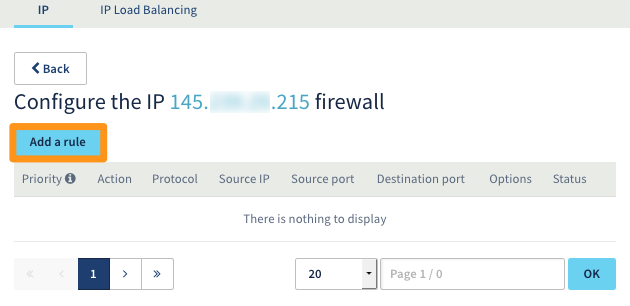 IP IP Load Balancing
Back
Configure the IP 145. .215 firewall
Add a rule
Priority Action Protocol Source IP Source port Destination port Options Status
There is nothing to display
« ‹ 1 › » 20 Page 1 / 0 OK